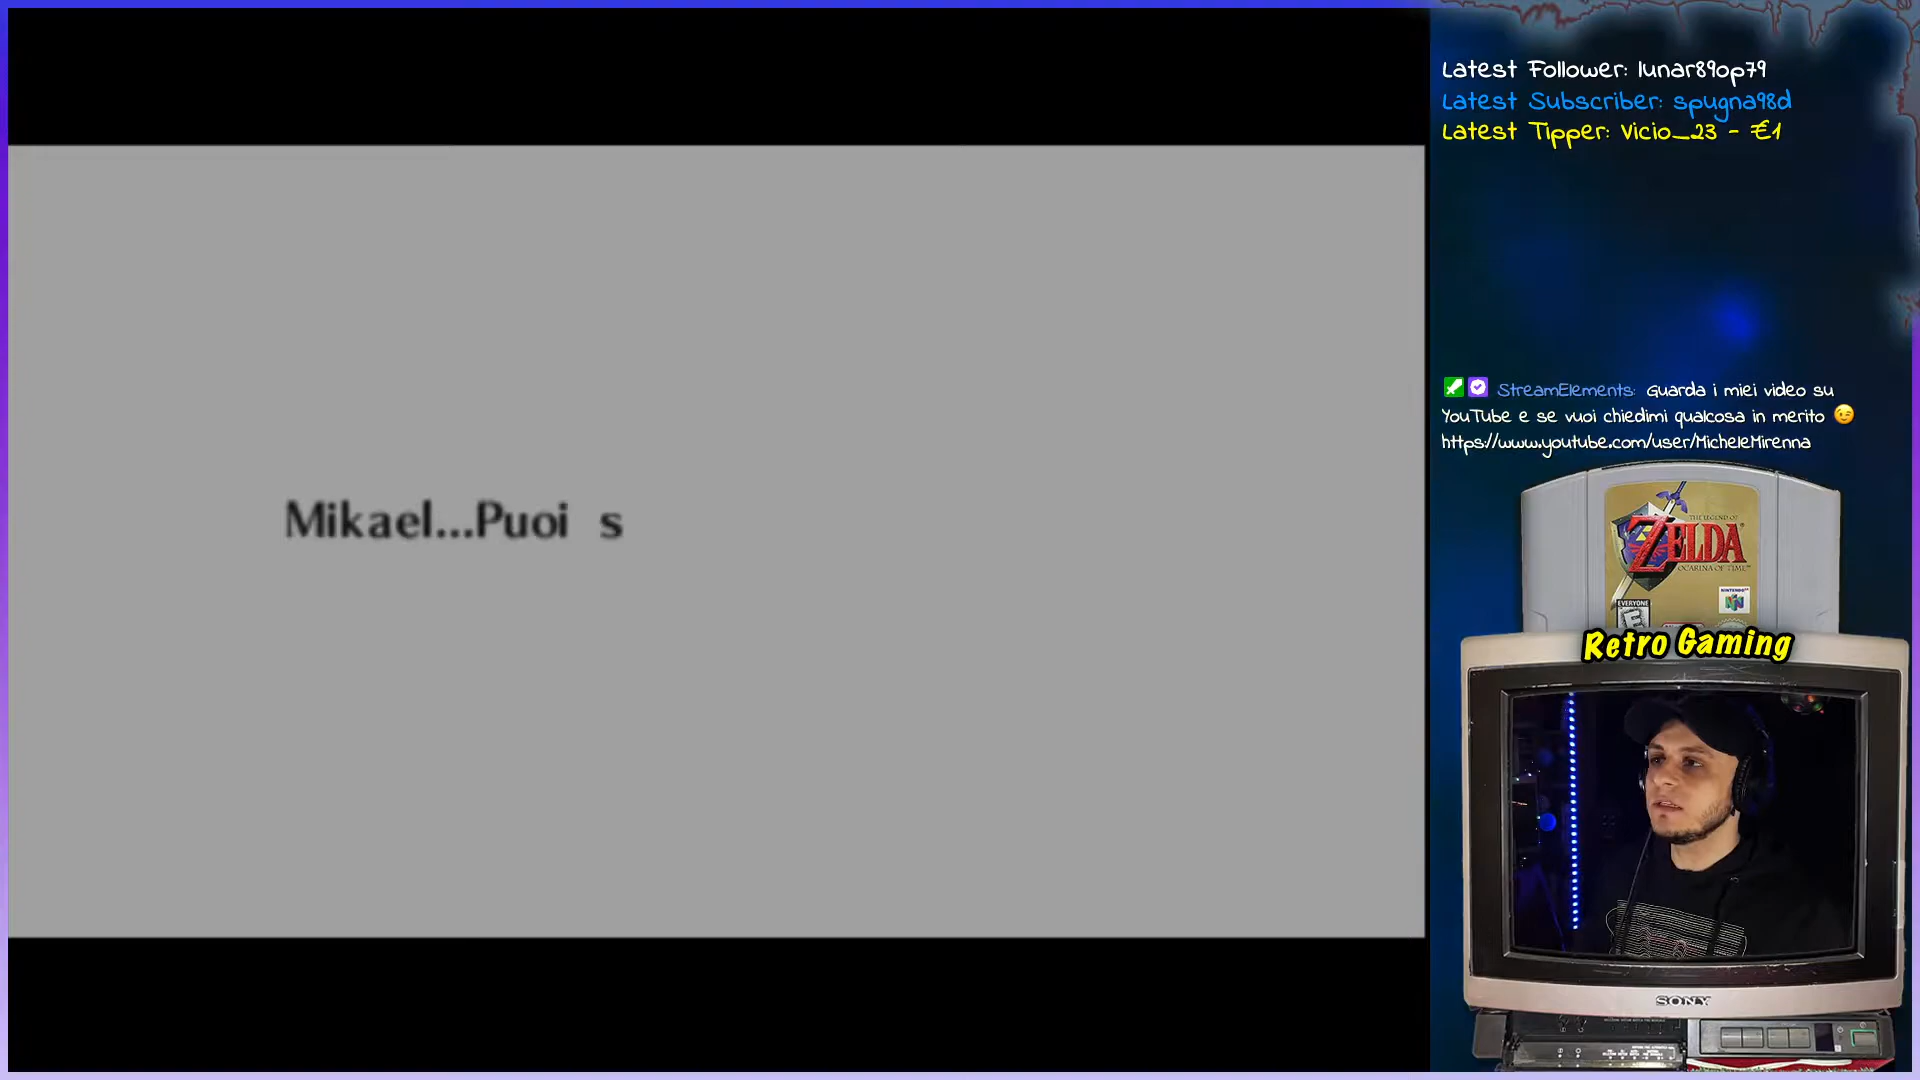 Latest Follower: lunar89op79
Latest Subscriber: spugna98d
Latest Tipper: Vicio_23 - €1
Mikael...Puoi s
StreamElements: Guarda i miei video su
YouTube e se vuoi chiedimi qualcosa in merito 😉
https://www.youtube.com/user/MicheleMirenna
THE LEGEND OF
ZELDA
OCARINA OF TIME
NINTENDO
EVERYONE
E
Retro Gaming
SONY